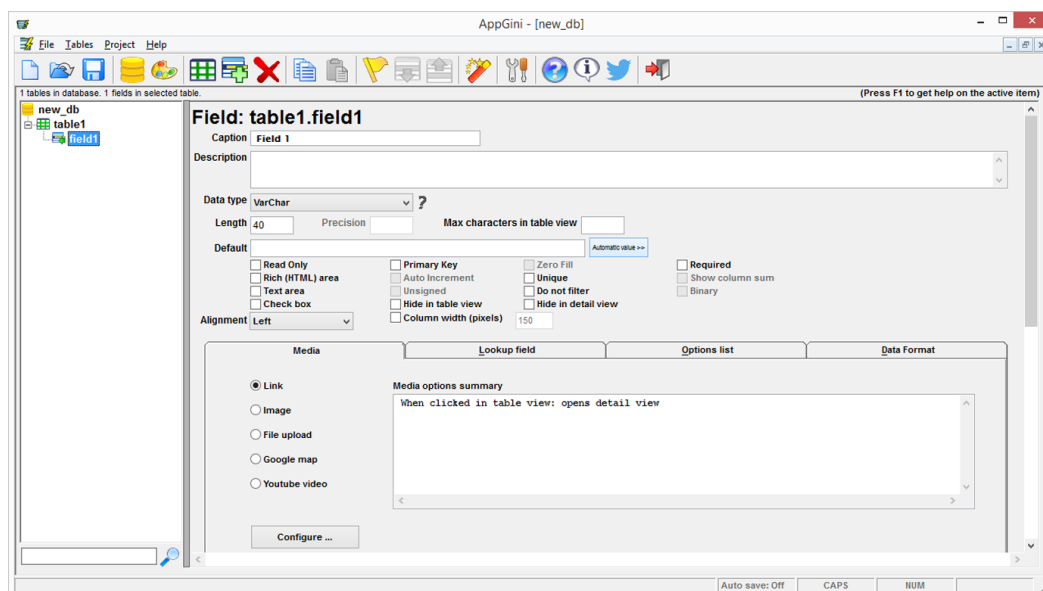 AppGini - [new_db]
File Tables Project Help
1 tables in database. 1 fields in selected table. (Press F1 to get help on the active item)
new_db
table1
field1
Field: table1.field1
Caption Field 1
Description
Data type VarChar ?
Length 40 Precision Max characters in table view
Default Automatic value >>
Read Only Primary Key Zero Fill Required
Rich (HTML) area Auto Increment Unique Show column sum
Text area Unsigned Do not filter Binary
Check box Hide in table view Hide in detail view
Alignment Left Column width (pixels) 150
Media Lookup field Options list Data Format
Link Media options summary
When clicked in table view: opens detail view
Image
File upload
Google map
Youtube video
Configure ...
Auto save: Off CAPS NUM